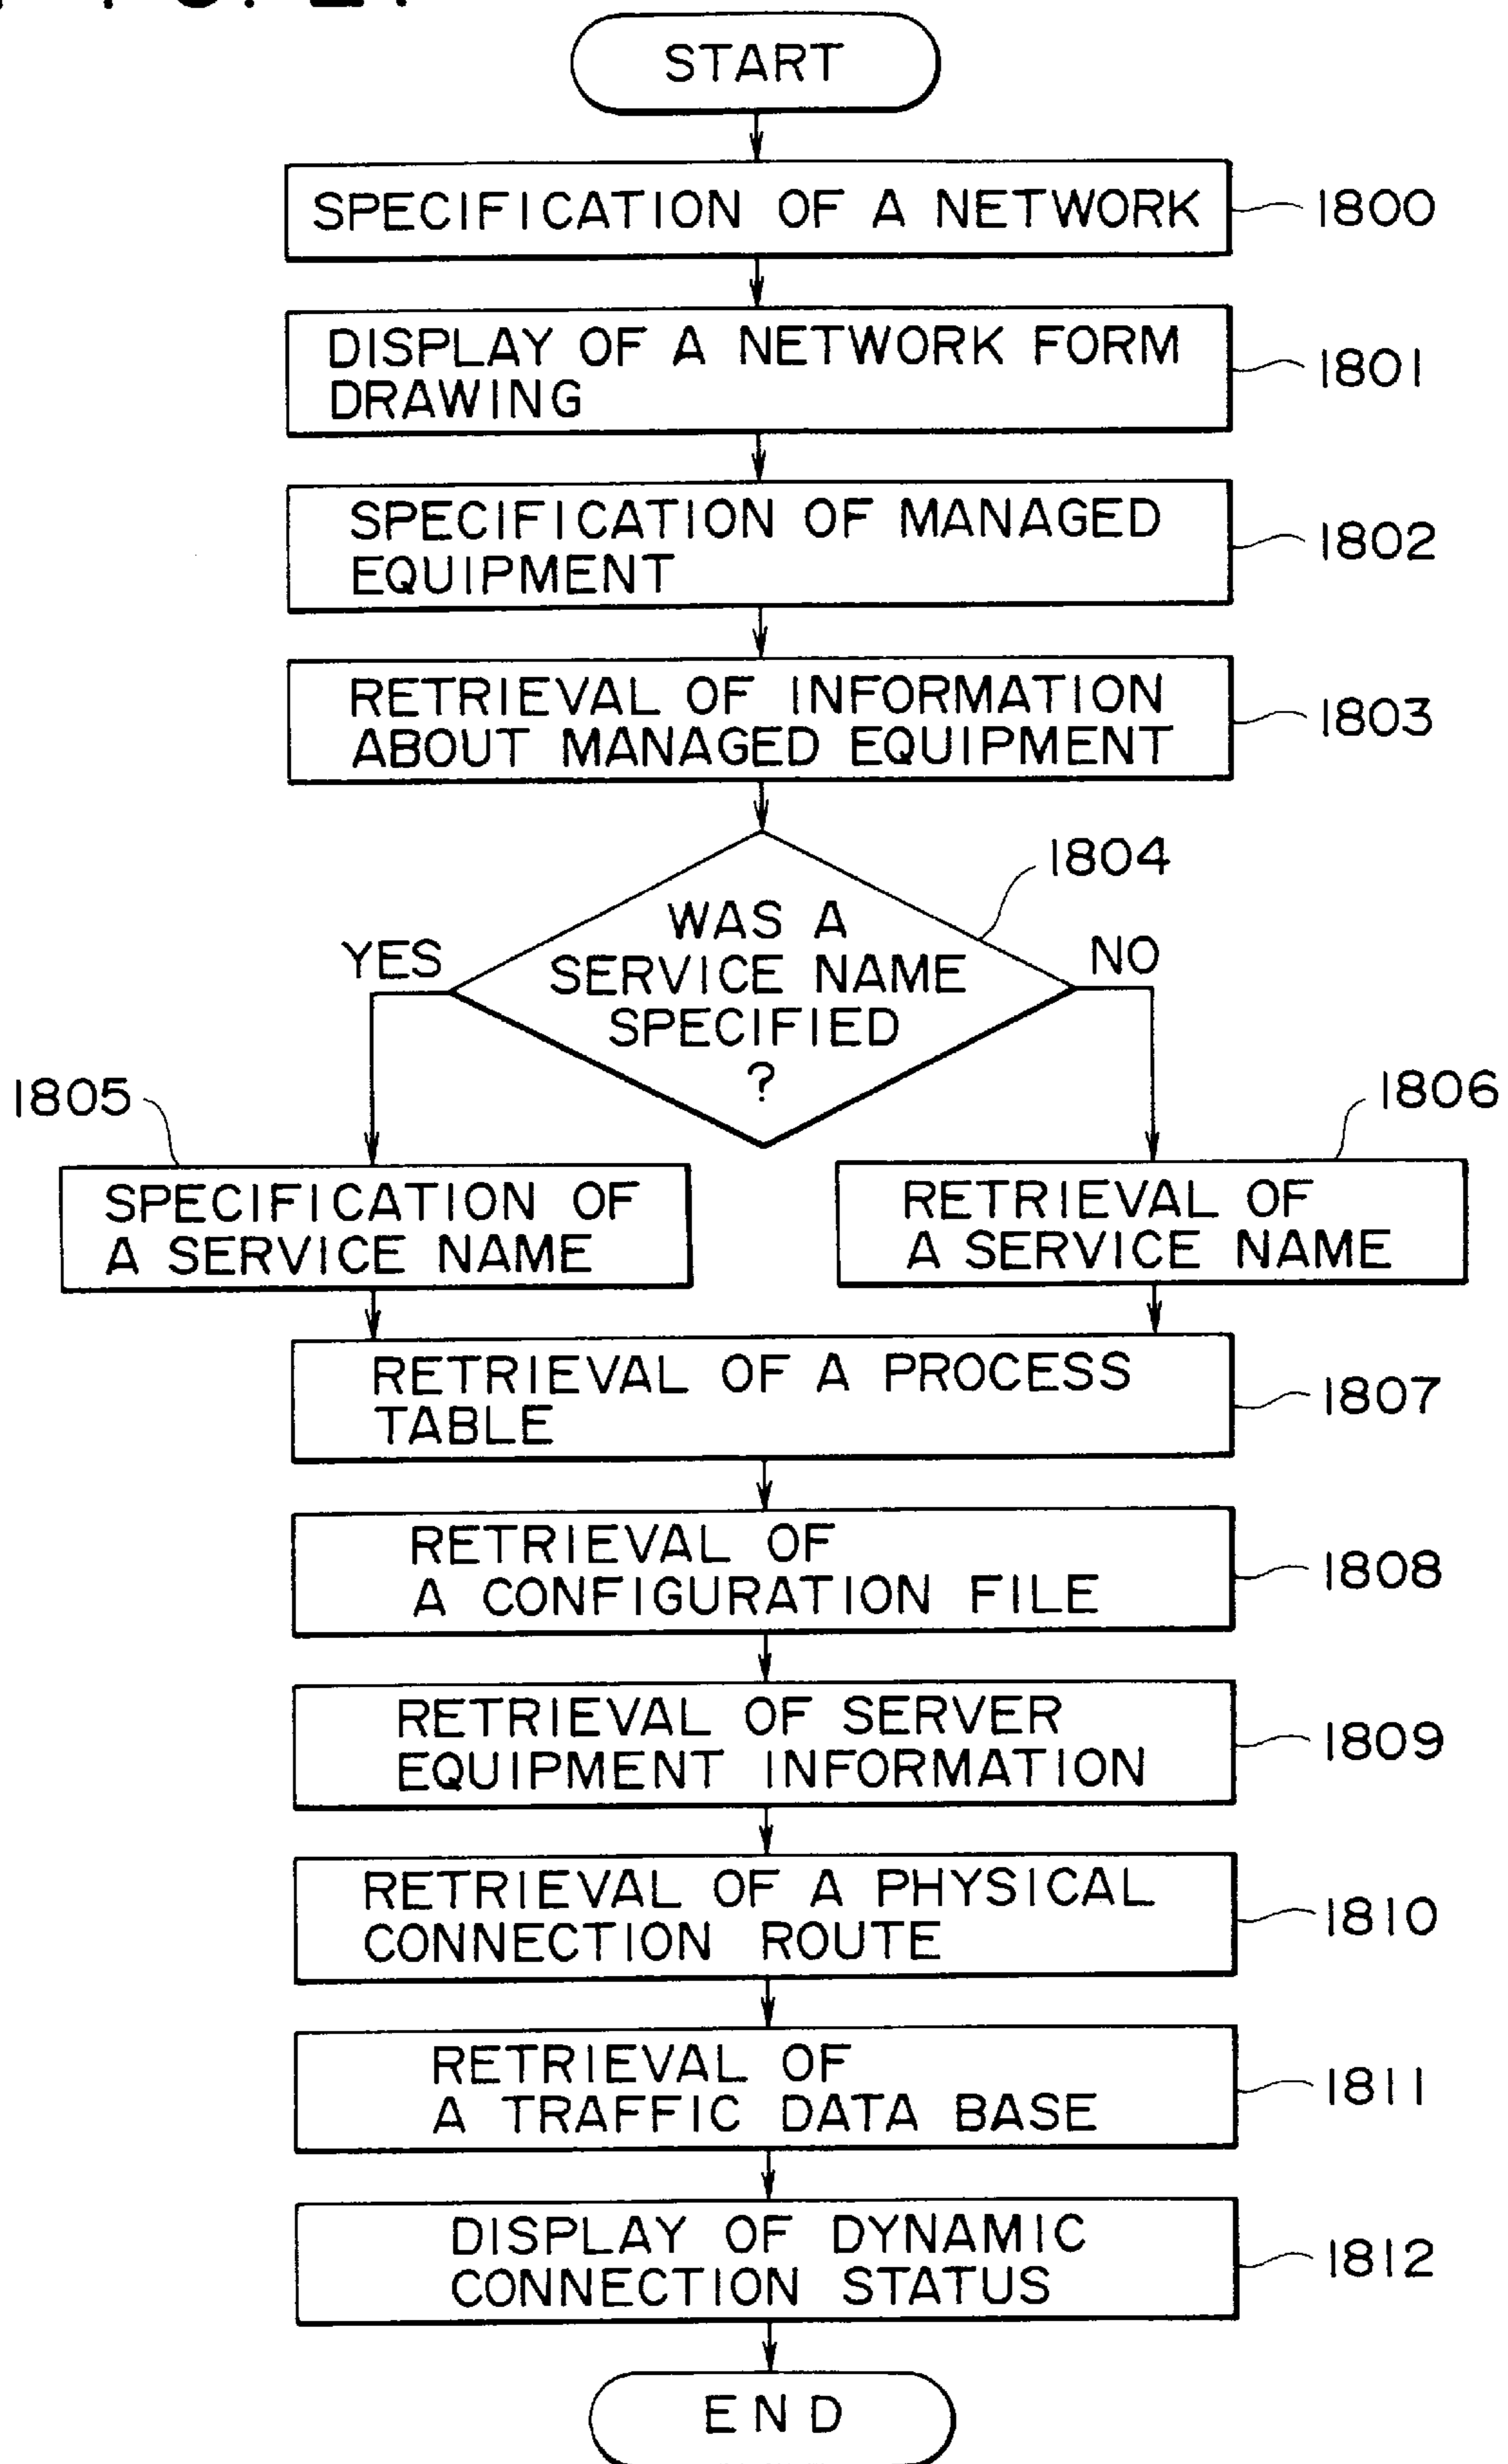 START
SPECIFICATION OF A NETWORK
1800
DISPLAY OF A NETWORK FORM
DRAWING
1801
SPECIFICATION OF MANAGED
EQUIPMENT
1802
RETRIEVAL OF INFORMATION
ABOUT MANAGED EQUIPMENT
1803
1804
WAS A
SERVICE NAME
SPECIFIED
?
YES
NO
1805
1806
SPECIFICATION OF
A SERVICE NAME
RETRIEVAL OF
A SERVICE NAME
RETRIEVAL OF A PROCESS
TABLE
1807
RETRIEVAL OF
A CONFIGURATION FILE
1808
RETRIEVAL OF SERVER
EQUIPMENT INFORMATION
1809
RETRIEVAL OF A PHYSICAL
CONNECTION ROUTE
1810
RETRIEVAL OF
A TRAFFIC DATA BASE
1811
DISPLAY OF DYNAMIC
CONNECTION STATUS
1812
END